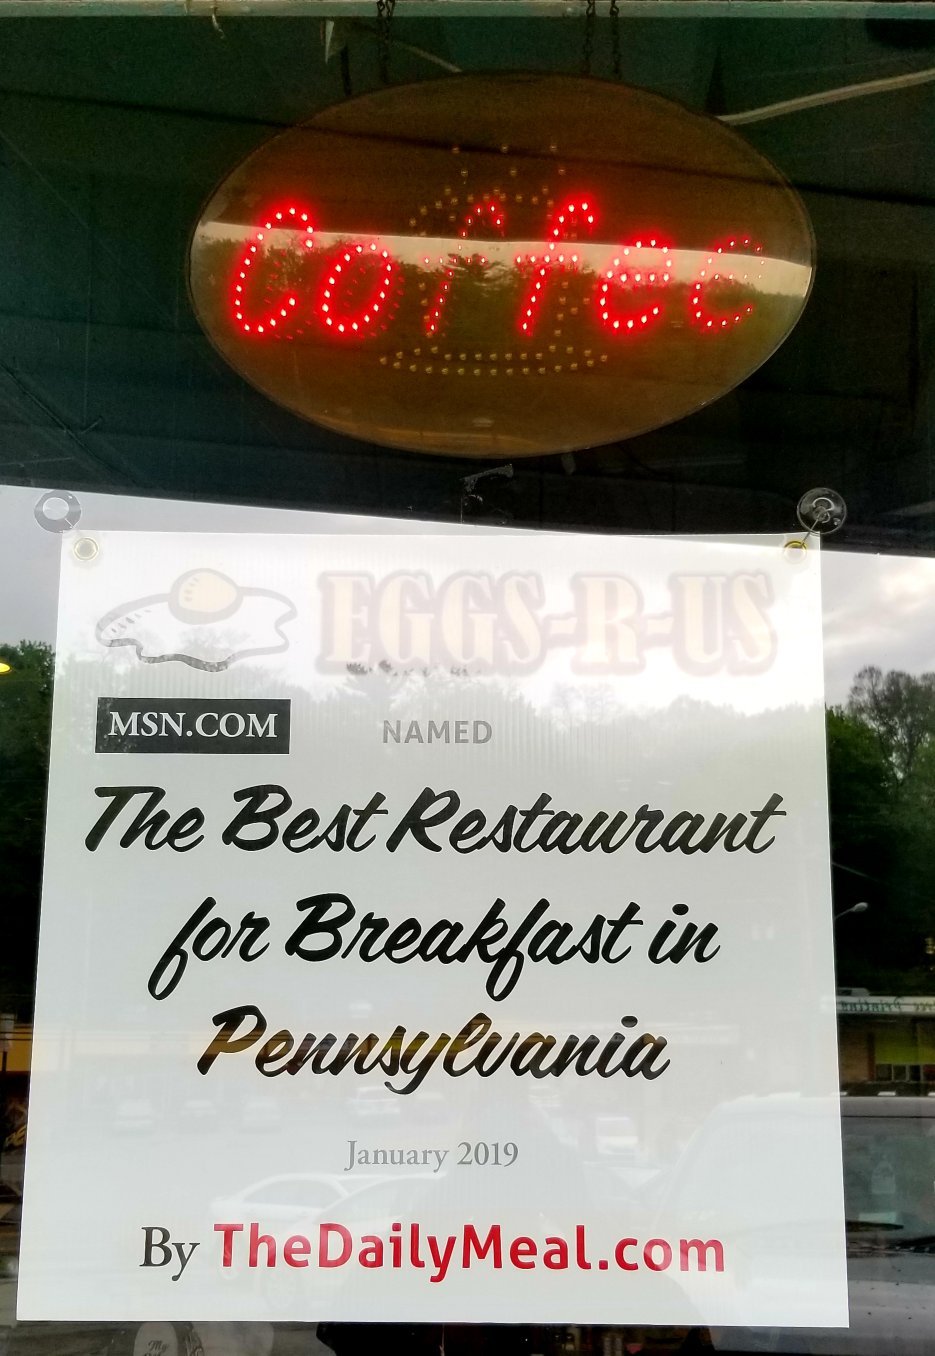 Coffee
EGGS-R-US
MSN.COM NAMED
The Best Restaurant
for Breakfast in
Pennsylvania
January 2019
By TheDailyMeal.com